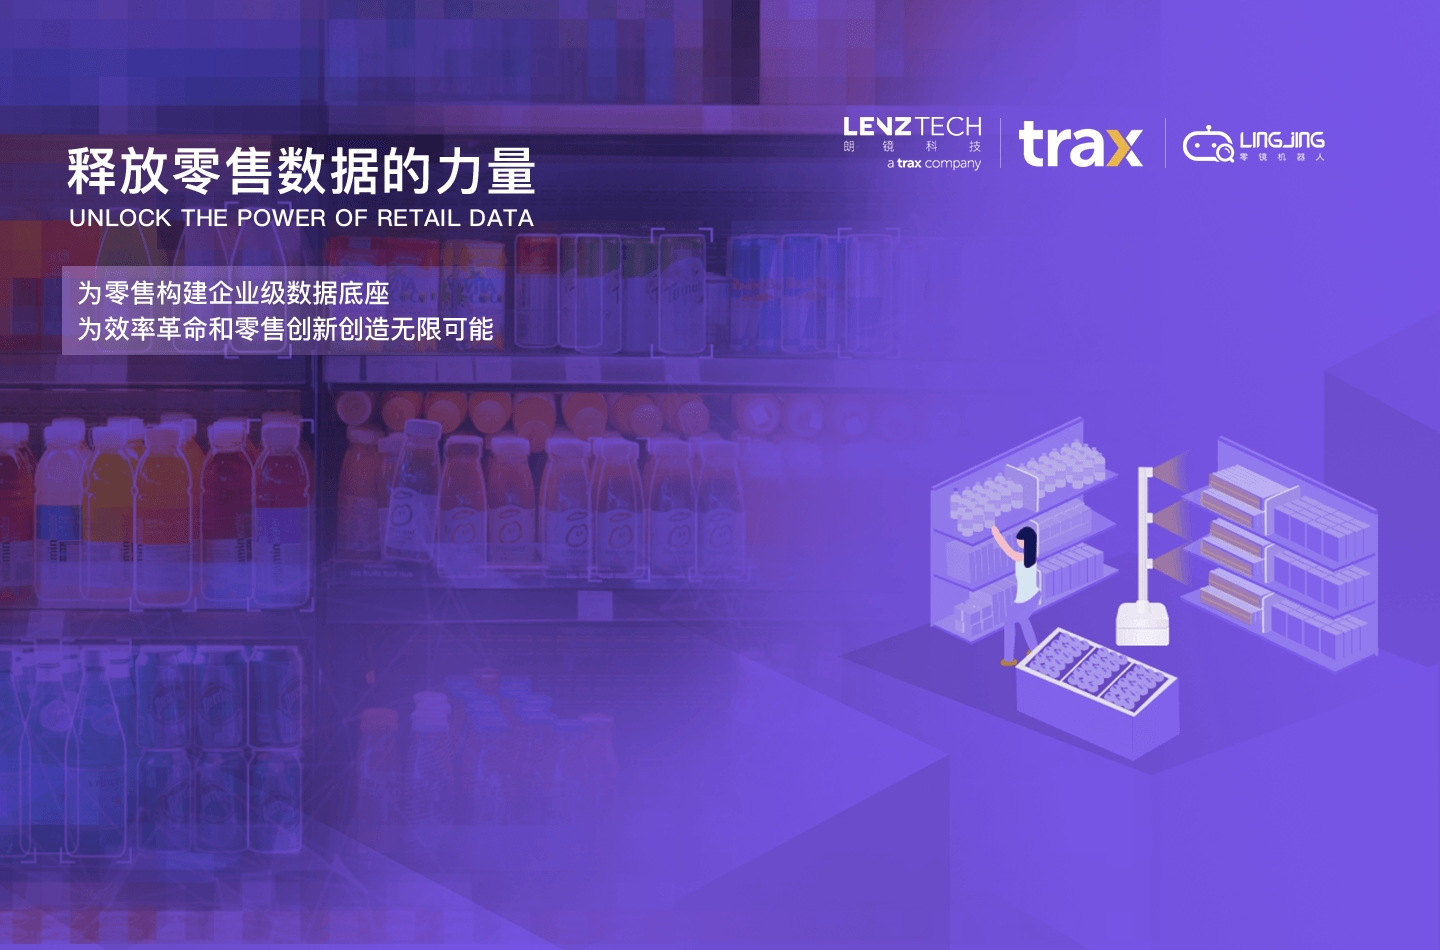 释放零售数据的力量
UNLOCK THE POWER OF RETAIL DATA
为零售构建企业级数据底座
为效率革命和零售创新创造无限可能
LENZTECH
朗镜科技
a trax company
trax
LINGJING
零镜机器人